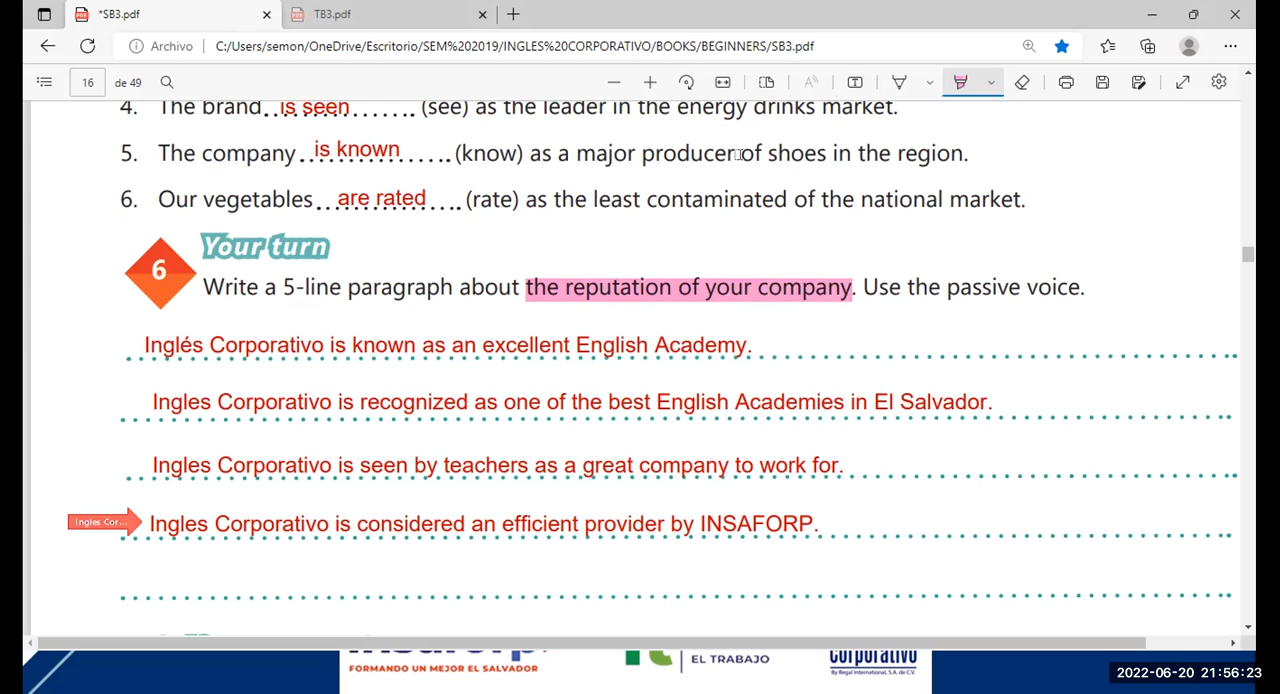 *SB3.pdf
TB3.pdf
Archivo
C:/Users/semon/OneDrive/Escritorio/SEM%202019/INGLES%20CORPORATIVO/BOOKS/BEGINNERS/SB3.pdf
16 de 49
4. The brand..is seen............ (see) as the leader in the energy drinks market.
5. The company..is known............ (know) as a major producer of shoes in the region.
6. Our vegetables..are rated............ (rate) as the least contaminated of the national market.
Your turn
6
Write a 5-line paragraph about the reputation of your company. Use the passive voice.
Inglés Corporativo is known as an excellent English Academy.
Ingles Corporativo is recognized as one of the best English Academies in El Salvador.
Ingles Corporativo is seen by teachers as a great company to work for.
Ingles Cor...
Ingles Corporativo is considered an efficient provider by INSAFORP.
FORMANDO UN MEJOR EL SALVADOR
EL TRABAJO
corporativo
By Regal International, S.A. de C.V.
2022-06-20 21:56:23